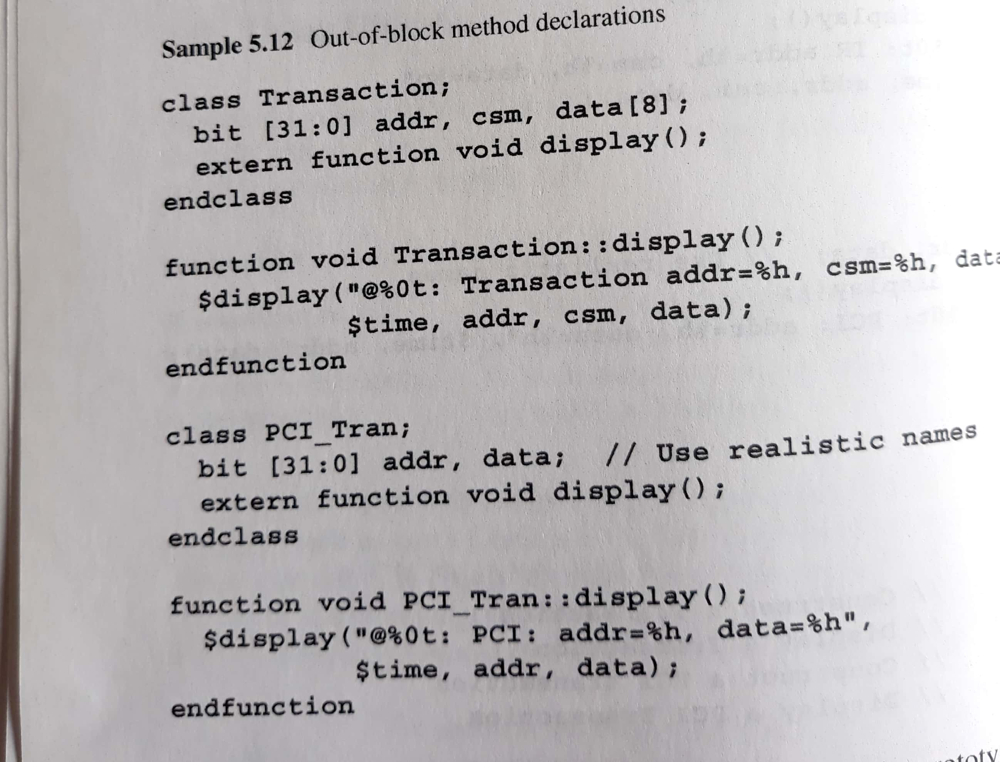 Sample 5.12 Out-of-block method declarations
class Transaction;
  bit [31:0] addr, csm, data[8];
  extern function void display();
endclass
function void Transaction::display();
  $display("@%0t: Transaction addr=%h, csm=%h, data
          $time, addr, csm, data);
endfunction
class PCI_Tran;
  bit [31:0] addr, data;  // Use realistic names
  extern function void display();
endclass
function void PCI_Tran::display();
  $display("@%0t: PCI: addr=%h, data=%h",
          $time, addr, data);
endfunction